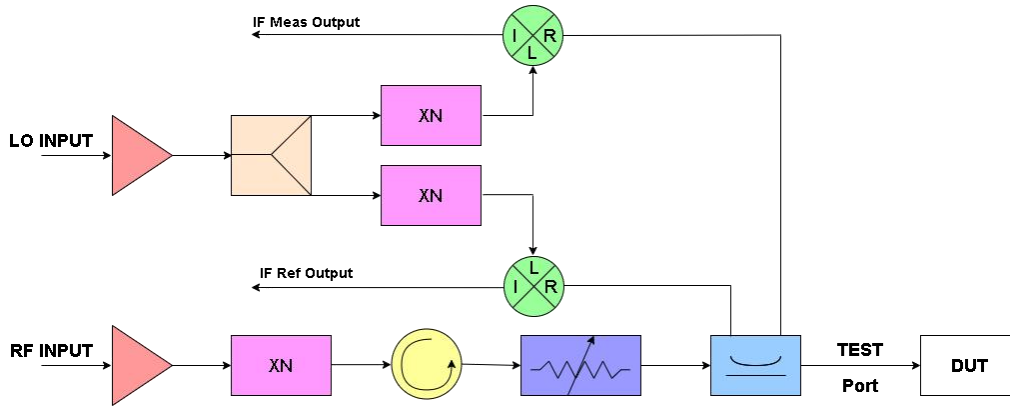 IF Meas Output
I R
L
XN
LO INPUT
XN
L
IF Ref Output
I R
RF INPUT
XN
TEST
Port
DUT